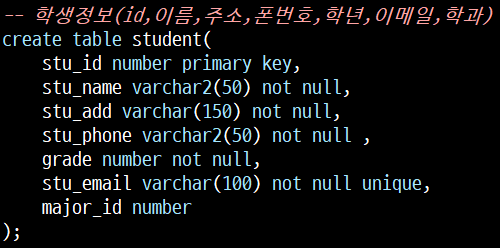 -- 학생정보(id,이름,주소,폰번호,학년,이메일,학과)
create table student(
    stu_id number primary key,
    stu_name varchar2(50) not null,
    stu_add varchar(150) not null,
    stu_phone varchar2(50) not null ,
    grade number not null,
    stu_email varchar(100) not null unique,
    major_id number
);